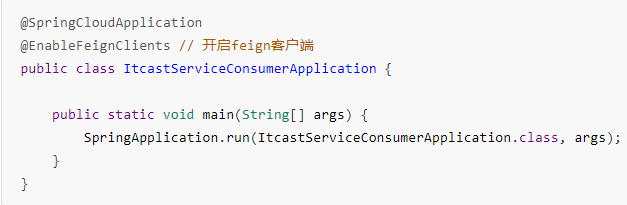 @SpringCloudApplication
@EnableFeignClients // 开启feign客户端
public class ItcastServiceConsumerApplication {
public static void main(String[] args) {
SpringApplication.run(ItcastServiceConsumerApplication.class, args);
}
}